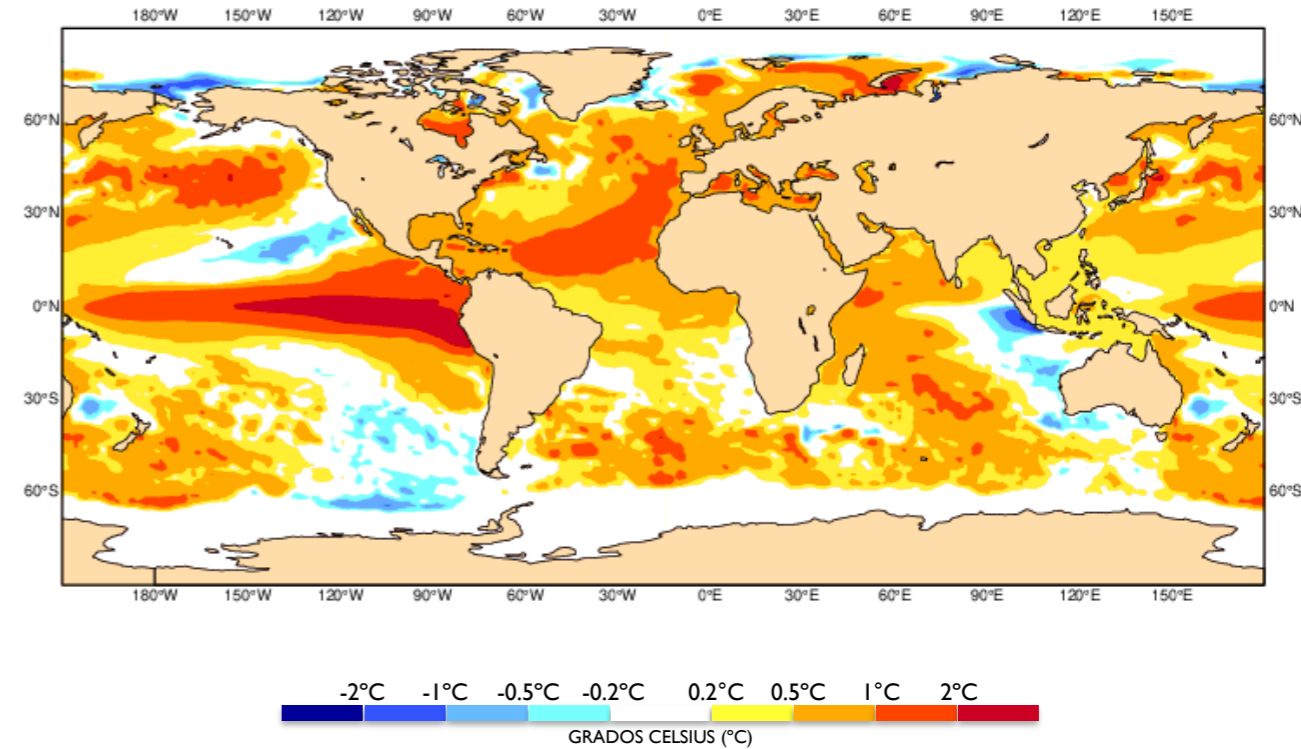 180°W 150°W 120°W 90°W 60°W 30°W 0°E 30°E 60°E 90°E 120°E 150°E
60°N 60°N
30°N 30°N
0°N 0°N
30°S 30°S
60°S 60°S
180°W 150°W 120°W 90°W 60°W 30°W 0°E 30°E 60°E 90°E 120°E 150°E
-2°C -1°C -0.5°C -0.2°C 0.2°C 0.5°C 1°C 2°C
GRADOS CELSIUS (°C)